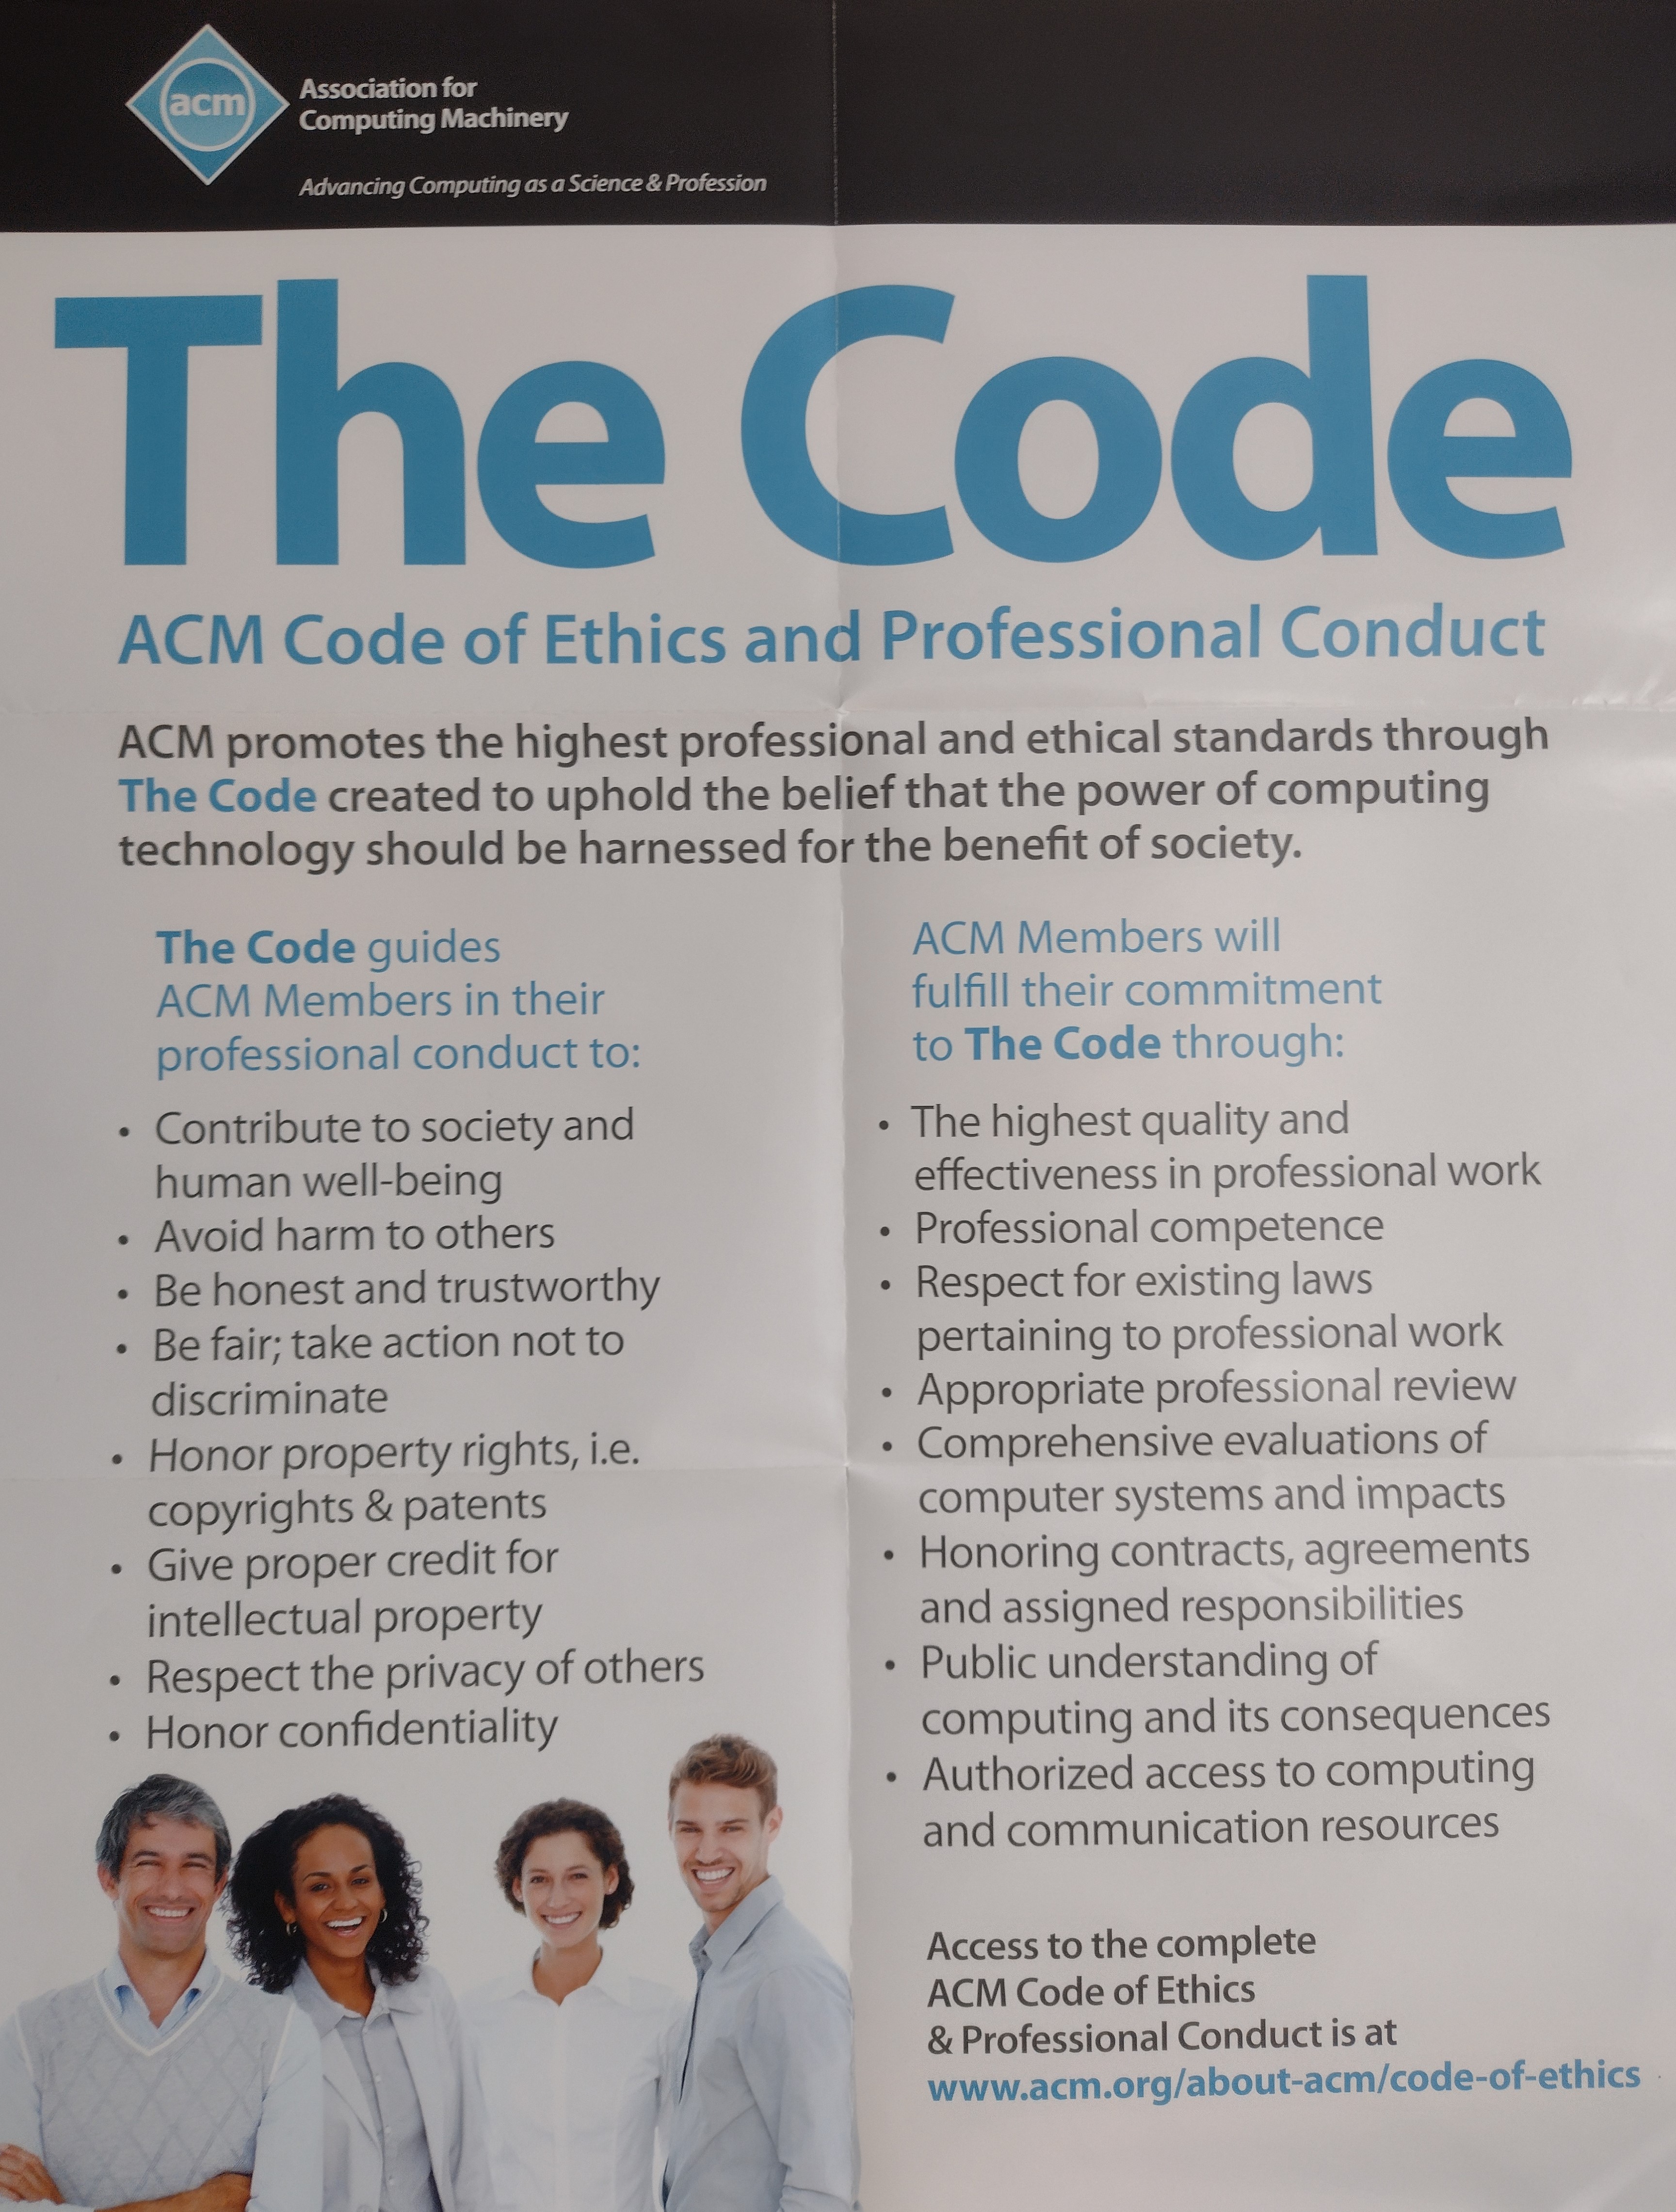 acm
Association for
Computing Machinery
Advancing Computing as a Science & Profession
The Code
ACM Code of Ethics and Professional Conduct
ACM promotes the highest professional and ethical standards through
The Code created to uphold the belief that the power of computing
technology should be harnessed for the benefit of society.
The Code guides
ACM Members in their
professional conduct to:
• Contribute to society and
human well-being
• Avoid harm to others
• Be honest and trustworthy
• Be fair; take action not to
discriminate
• Honor property rights, i.e.
copyrights & patents
• Give proper credit for
intellectual property
• Respect the privacy of others
• Honor confidentiality
ACM Members will
fulfill their commitment
to The Code through:
• The highest quality and
effectiveness in professional work
• Professional competence
• Respect for existing laws
pertaining to professional work
• Appropriate professional review
• Comprehensive evaluations of
computer systems and impacts
• Honoring contracts, agreements
and assigned responsibilities
• Public understanding of
computing and its consequences
• Authorized access to computing
and communication resources
Access to the complete
ACM Code of Ethics
& Professional Conduct is at
www.acm.org/about-acm/code-of-ethics